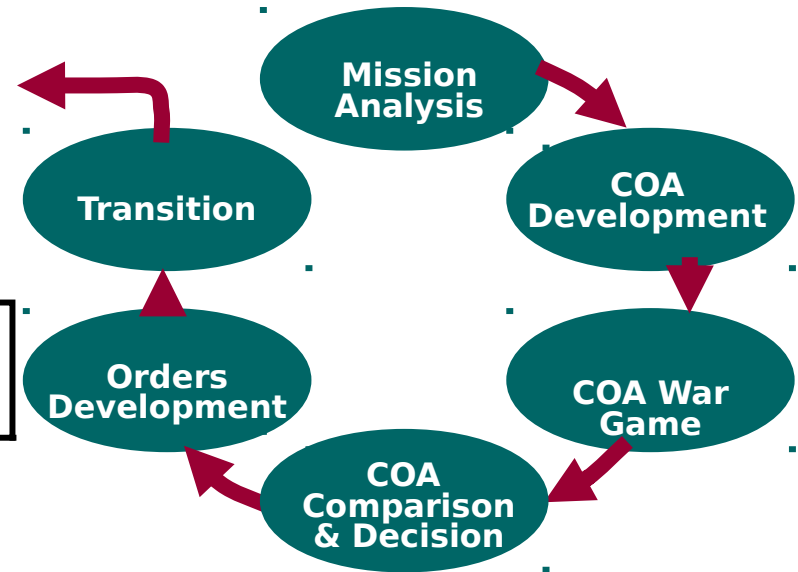 Mission
Analysis
COA
Development
COA War
Game
COA
Comparison
& Decision
Orders
Development
Transition